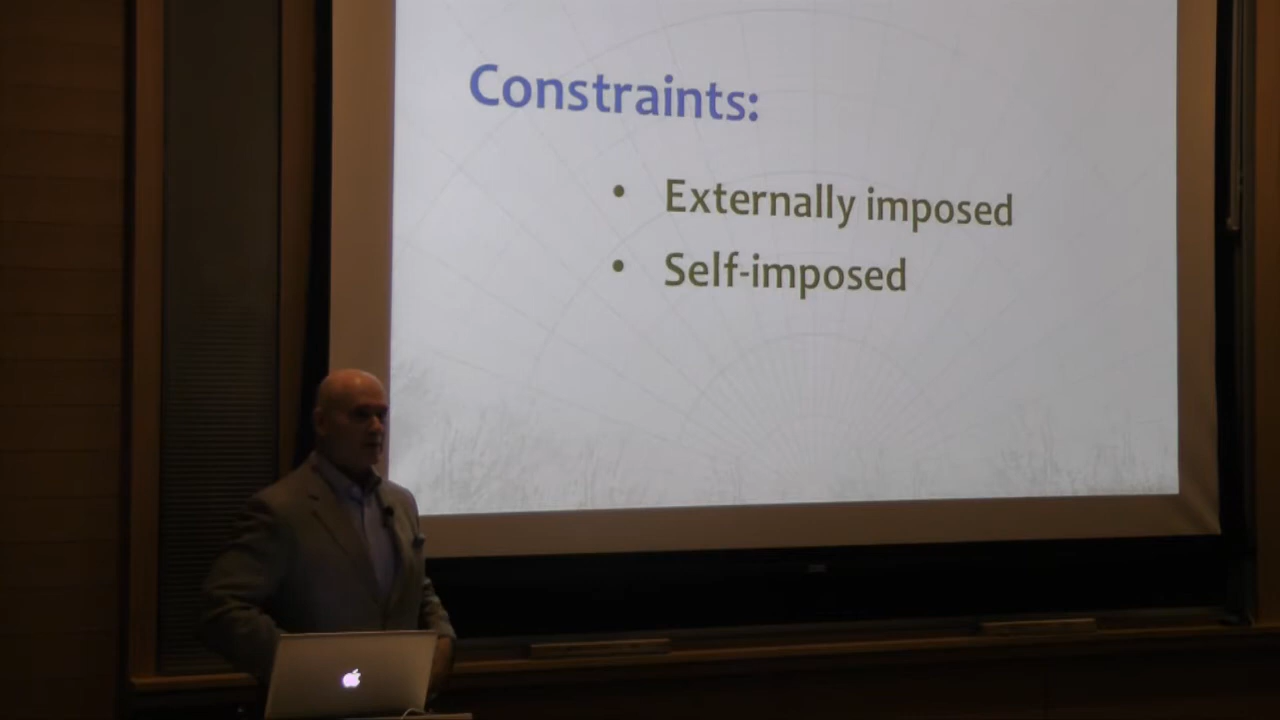 Constraints:
• Externally imposed
• Self-imposed